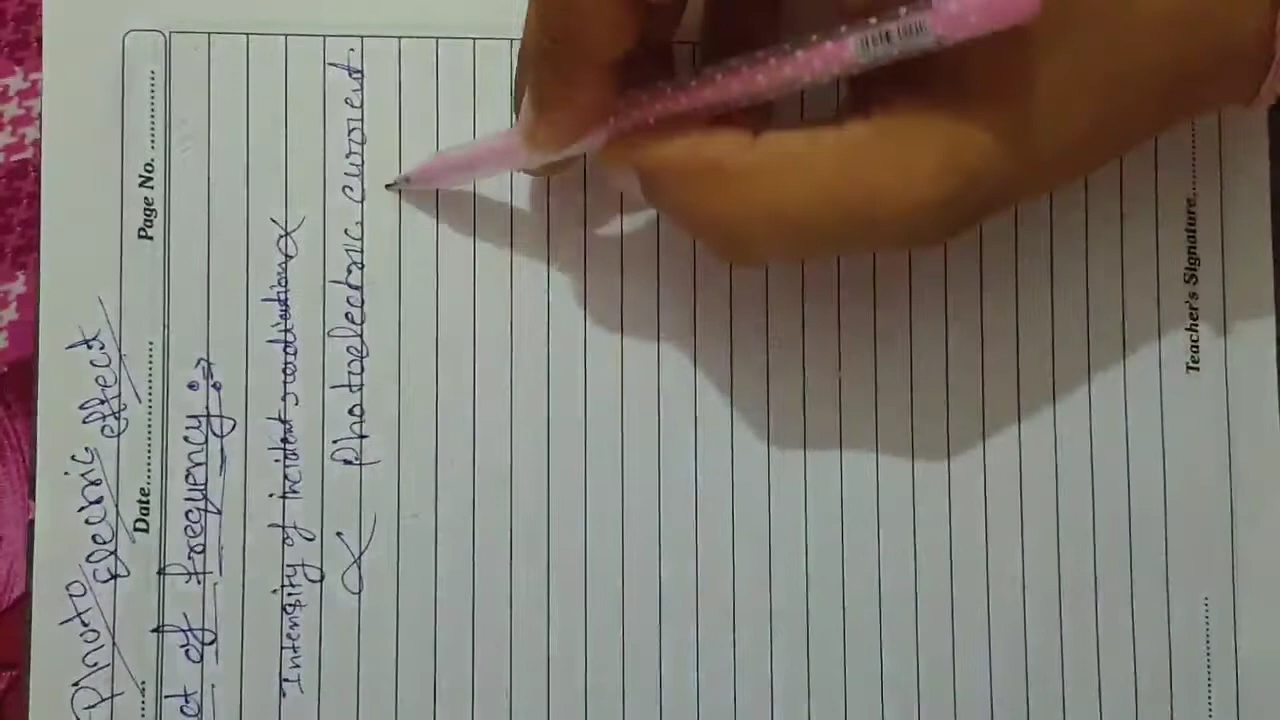 Photo Electric effect
Date............... Page No. ............
ct of frequency :⇒
Intensity of incident radiation ∝
∝ Photoelectric current.
Teacher's Signature.................